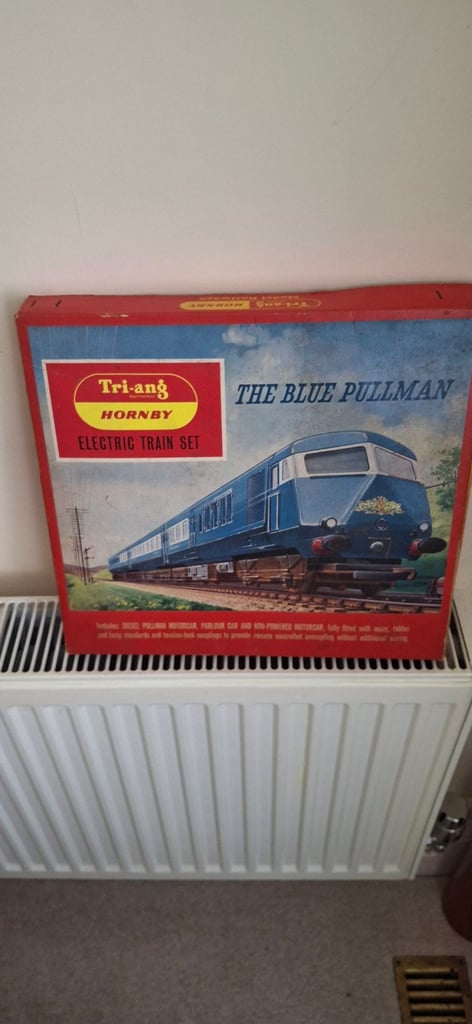 Tri-ang HORNBY
Model Railways
Tri-ang
HORNBY
ELECTRIC TRAIN SET
THE BLUE PULLMAN
Includes: DIESEL PULLMAN MOTORCAR, PARLOUR CAR AND NON-POWERED MOTORCAR, fully fitted with seats, tables
and lamp standards and tension-lock couplings to provide remote controlled uncoupling without additional wiring